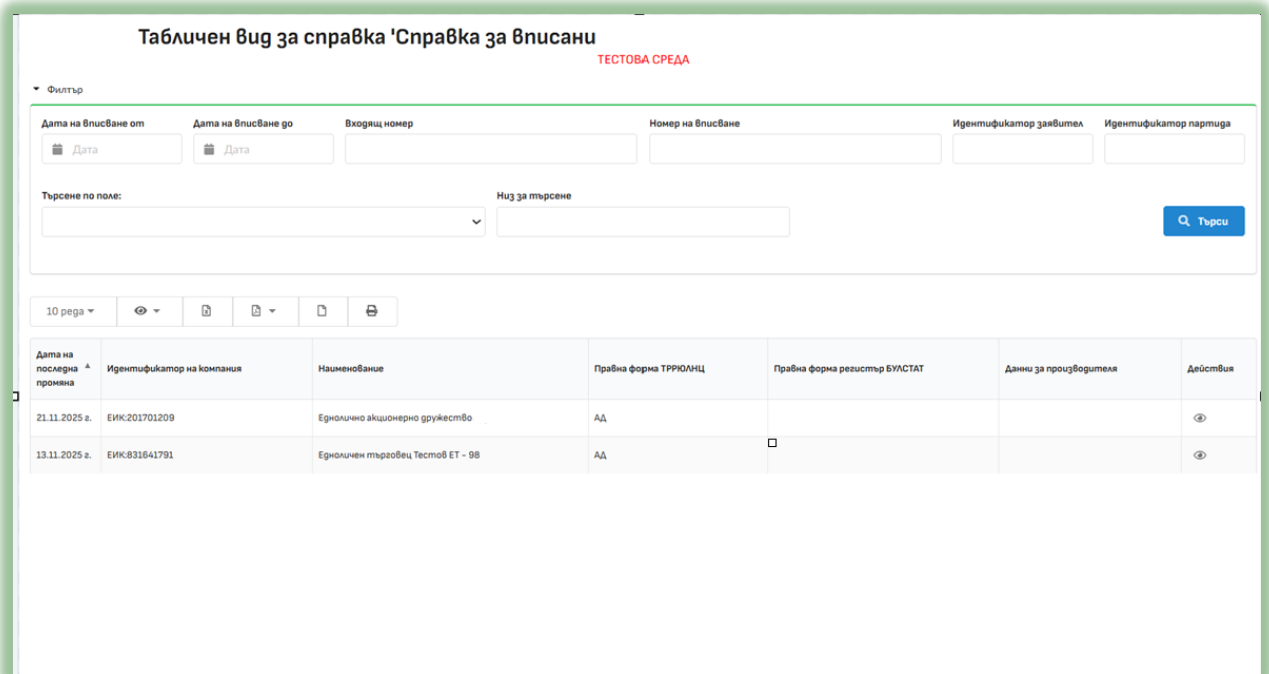 Табличен вид за справка 'Справка за вписани
ТЕСТОВА СРЕДА
Филтър
Дата на вписване от Дата на вписване до Входящ номер Номер на вписване Идентификатор заявител Идентификатор партида
Дата Дата
Търсене по поле: Низ за търсене
Търси
10 реда
Дата на последна промяна Идентификатор на компания Наименование Правна форма ТРРЮЛНЦ Правна форма регистър БУЛСТАТ Данни за производителя Действия
21.11.2025 г. ЕИК:201701209 Еднолично акционерно дружество АД
13.11.2025 г. ЕИК:831641791 Едноличен търговец Тестов ЕТ - 98 АД